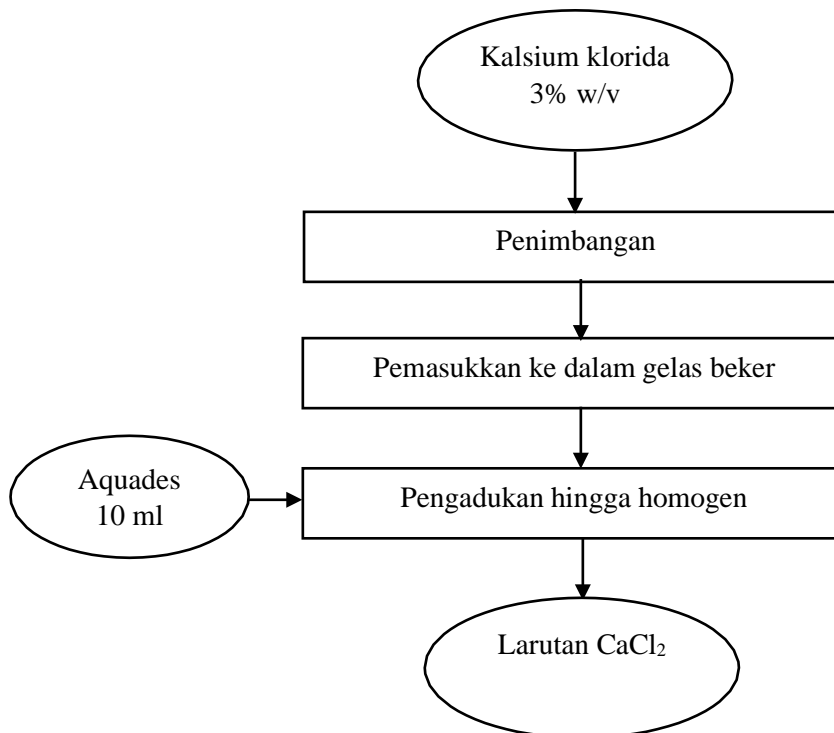 Kalsium klorida
3% w/v
Penimbangan
Pemasukkan ke dalam gelas beker
Aquades
10 ml
Pengadukan hingga homogen
Larutan CaCl₂